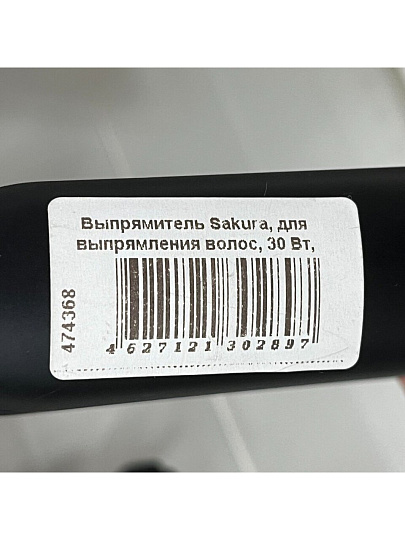 Выпрямитель Sakura, для
выпрямления волос, 30 Вт,
474368
4 627121 302897